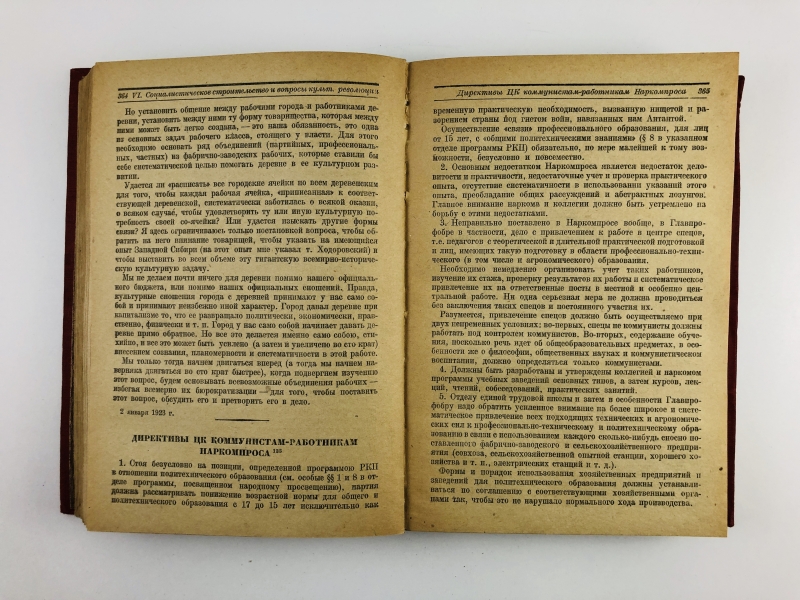 364 VI. Социалистическое строительство и вопросы культ. революции
Но установить общение между рабочими города и работниками де-
ревни, установить между ними ту форму товарищества, которая между
ними может быть легко создана, — это наша обязанность, это одна
из основных задач рабочего класса, стоящего у власти. Для этого
необходимо основать ряд объединений (партийных, профессиональ-
ных, частных) из фабрично-заводских рабочих, которые ставили бы
себе систематической целью помогать деревне в ее культурном раз-
витии.
Удастся ли «расписать» все городские ячейки по всем деревенским
для того, чтобы каждая рабочая ячейка, «приписанная» к соответ-
ствующей деревенской, систематически заботилась о всякой оказии,
о всяком случае, чтобы удовлетворить ту или иную культурную по-
требность своей со-ячейки? Или удастся изыскать другие формы
связи? Я здесь ограничиваюсь только постановкой вопроса, чтобы об-
ратить на него внимание товарищей, чтобы указать на имеющийся
опыт Западной Сибири (на этот опыт мне указал т. Ходоровский) и
чтобы выставить во всем объеме эту гигантскую всемирно-историче-
скую культурную задачу.
Мы не делаем почти ничего для деревни помимо нашего официаль-
ного бюджета, или помимо наших официальных сношений. Правда,
культурные сношения города с деревней принимают у нас само собой
и принимают неизбежно иной характер. Город давал деревне при
капитализме то, что ее развращало политически, экономически, нрав-
ственно, физически и т. п. Город у нас само собой начинает давать де-
ревне прямо обратное. Но все это делается именно само собою, сти-
хийно, и все это может быть усилено (а затем и увеличено во сто крат)
внесением сознания, планомерности и систематичности в этой работе.
Мы только тогда начнем двигаться вперед (а тогда мы начнем на-
верняка двигаться во сто крат быстрее), когда подвергнем изучению
этот вопрос, будем основывать всевозможные объединения рабочих —
избегая всемерно их бюрократизации — для того, чтобы поставить
этот вопрос, обсудить его и претворить его в дело.
2 января 1923 г.
ДИРЕКТИВЫ ЦК КОММУНИСТАМ-РАБОТНИКАМ
НАРКОМПРОСА
1. Стоя безусловно на позиции, определенной программою РКП
в отношении политехнического образования (см. особые §§ 1 и 8 в от-
деле программы, посвященном народному просвещению), партия
должна рассматривать понижение возрастной нормы для общего и
политехнического образования с 17 до 15 лет исключительно как
Директивы ЦК коммунистам-работникам Наркомпроса 365
временную практическую необходимость, вызванную нищетой и ра-
зорением страны под гнетом войн, навязанных нам Антантой.
Осуществление «связи» профессионального образования, для лиц
от 15 лет, с «общими политехническими знаниями» (§ 8 в указанном
отделе программы РКП) обязательно, по мере малейшей к тому воз-
можности, безусловно и повсеместно.
2. Основным недостатком Наркомпроса является недостаток дело-
витости и практичности, недостаточные учет и проверка практического
опыта, отсутствие систематичности в использовании указаний этого
опыта, преобладание общих рассуждений и абстрактных лозунгов.
Главное внимание наркома и коллегии должно быть устремлено на
борьбу с этими недостатками.
3. Неправильно поставлено в Наркомпросе вообще, в Главпро-
фобре в частности, дело с привлечением к работе в центре спецов,
т.е. педагогов с теоретической и длительной практической подготовкой
и лиц, имеющих такую подготовку в области профессионально-техни-
ческого (в том числе и агрономического) образования.
Необходимо немедленно организовать учет таких работников,
изучение их стажа, проверку результатов их работы и систематическое
привлечение их на ответственные посты в местной и особенно цен-
тральной работе. Ни одна серьезная мера не должна проводиться
без заключения таких спецов и постоянного участия их.
Разумеется, привлечение спецов должно быть осуществляемо при
двух непременных условиях: во-первых, спецы не коммунисты должны
работать под контролем коммунистов. Во-вторых, содержание обуче-
ния, поскольку речь идет об общеобразовательных предметах, в особен-
ности же о философии, общественных науках и коммунистическом
воспитании, должно определяться только коммунистами.
4. Должны быть разработаны и утверждены коллегией и наркомом
программы учебных заведений основных типов, а затем курсов, лек-
ций, чтений, собеседований, практических занятий.
5. Отделу единой трудовой школы и затем в особенности Главпро-
фобру надо обратить усиленное внимание на более широкое и система-
тическое привлечение всех подходящих технических и агрономиче-
ских сил к профессионально-техническому и политехническому образо-
ванию в связи с использованием каждого сколько-нибудь сносно по-
ставленного фабрично-заводского и сельскохозяйственного предприя-
тия (совхоза, сельскохозяйственной опытной станции, хорошего хо-
зяйства и т. п., электрических станций и т. д.).
Формы и порядок использования хозяйственных предприятий и
заведений для политехнического образования должны устанавли-
ваться по соглашению с соответствующими хозяйственными орга-
нами так, чтобы это не нарушало нормального хода производства.